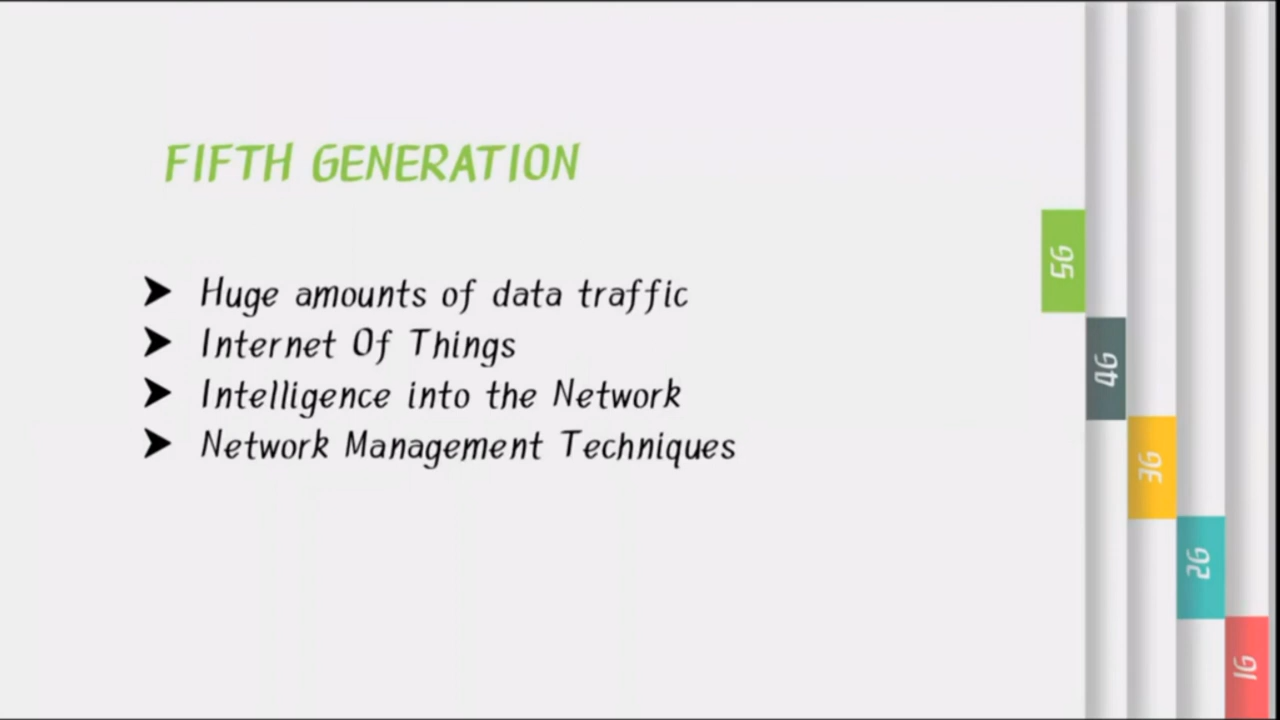 FIFTH GENERATION
Huge amounts of data traffic
Internet Of Things
Intelligence into the Network
Network Management Techniques
5G
4G
3G
2G
1G